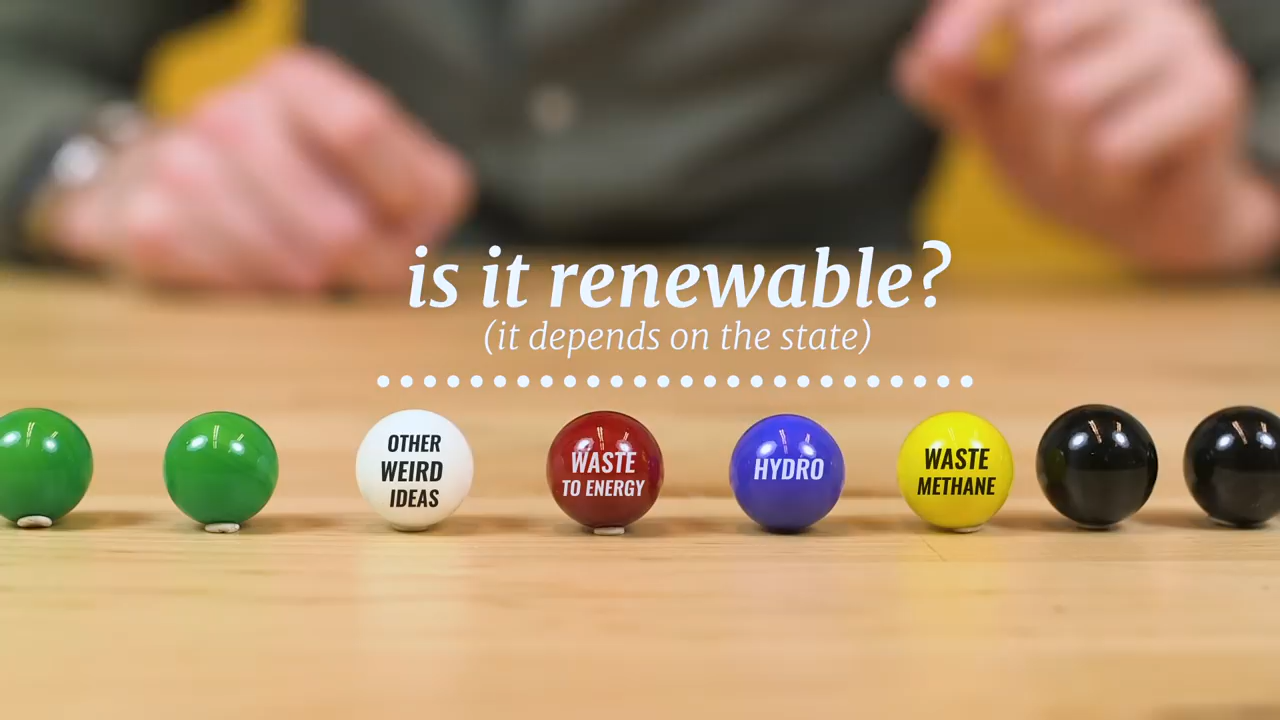 is it renewable?
(it depends on the state)
OTHER
WEIRD
IDEAS
WASTE
TO ENERGY
HYDRO
WASTE
METHANE